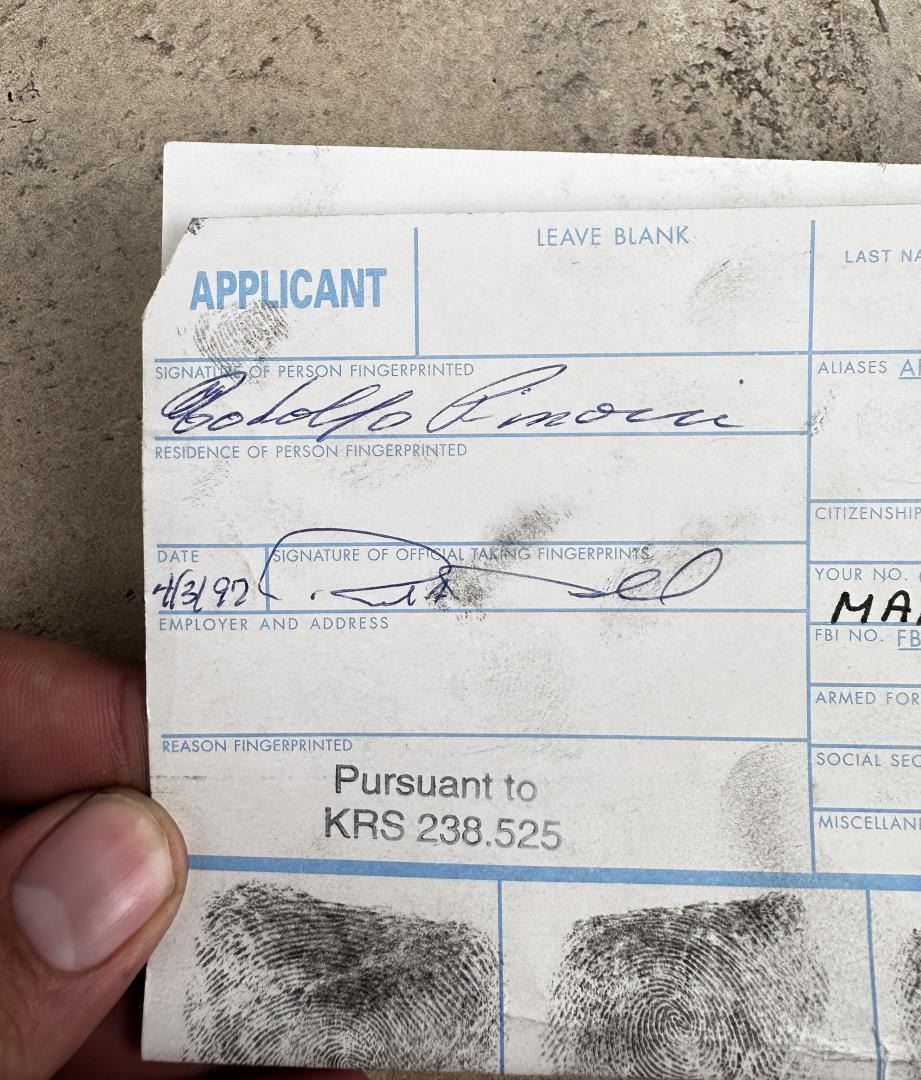 LEAVE BLANK
LAST NA
APPLICANT
SIGNATURE OF PERSON FINGERPRINTED
ALIASES
Rodolfo
RESIDENCE OF PERSON FINGERPRINTED
CITIZENSHIP
DATE
SIGNATURE OF OFFICIAL TAKING FINGERPRINTS
4/3/97
YOUR NO.
MA
EMPLOYER AND ADDRESS
FBI NO. FB
ARMED FOR
REASON FINGERPRINTED
SOCIAL SEC
Pursuant to
KRS 238.525
MISCELLAN